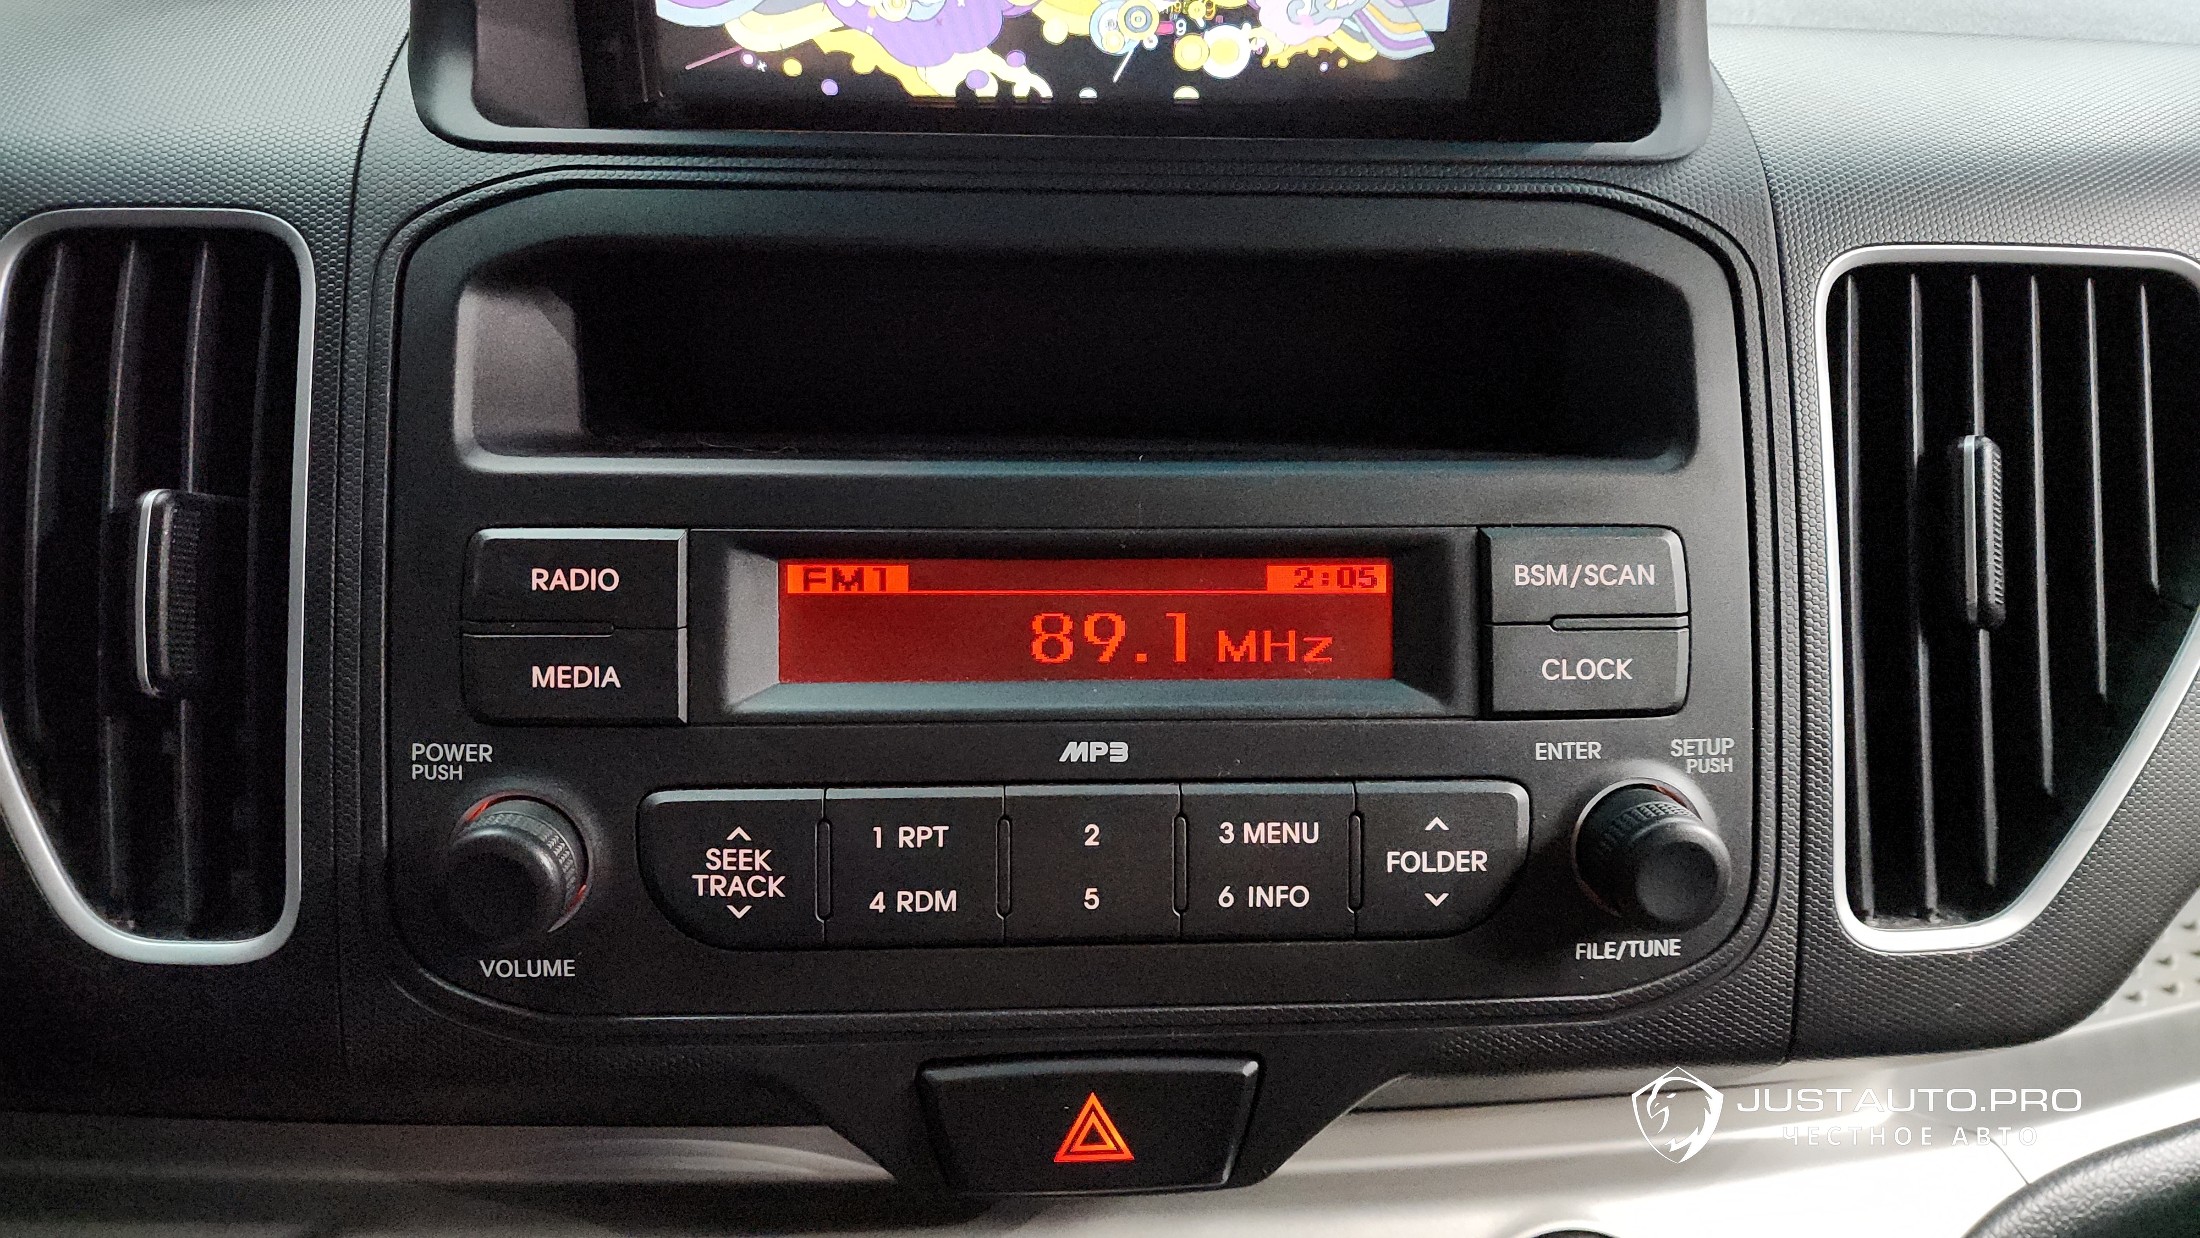 FM1 2:05
89.1 MHz
RADIO
MEDIA
BSM/SCAN
CLOCK
POWER
PUSH
MP3
ENTER
SETUP
PUSH
VOLUME
SEEK
TRACK
1 RPT
2
3 MENU
4 RDM
5
6 INFO
FOLDER
FILE/TUNE
JUSTAUTO.PRO
ЧЕСТНОЕ АВТО